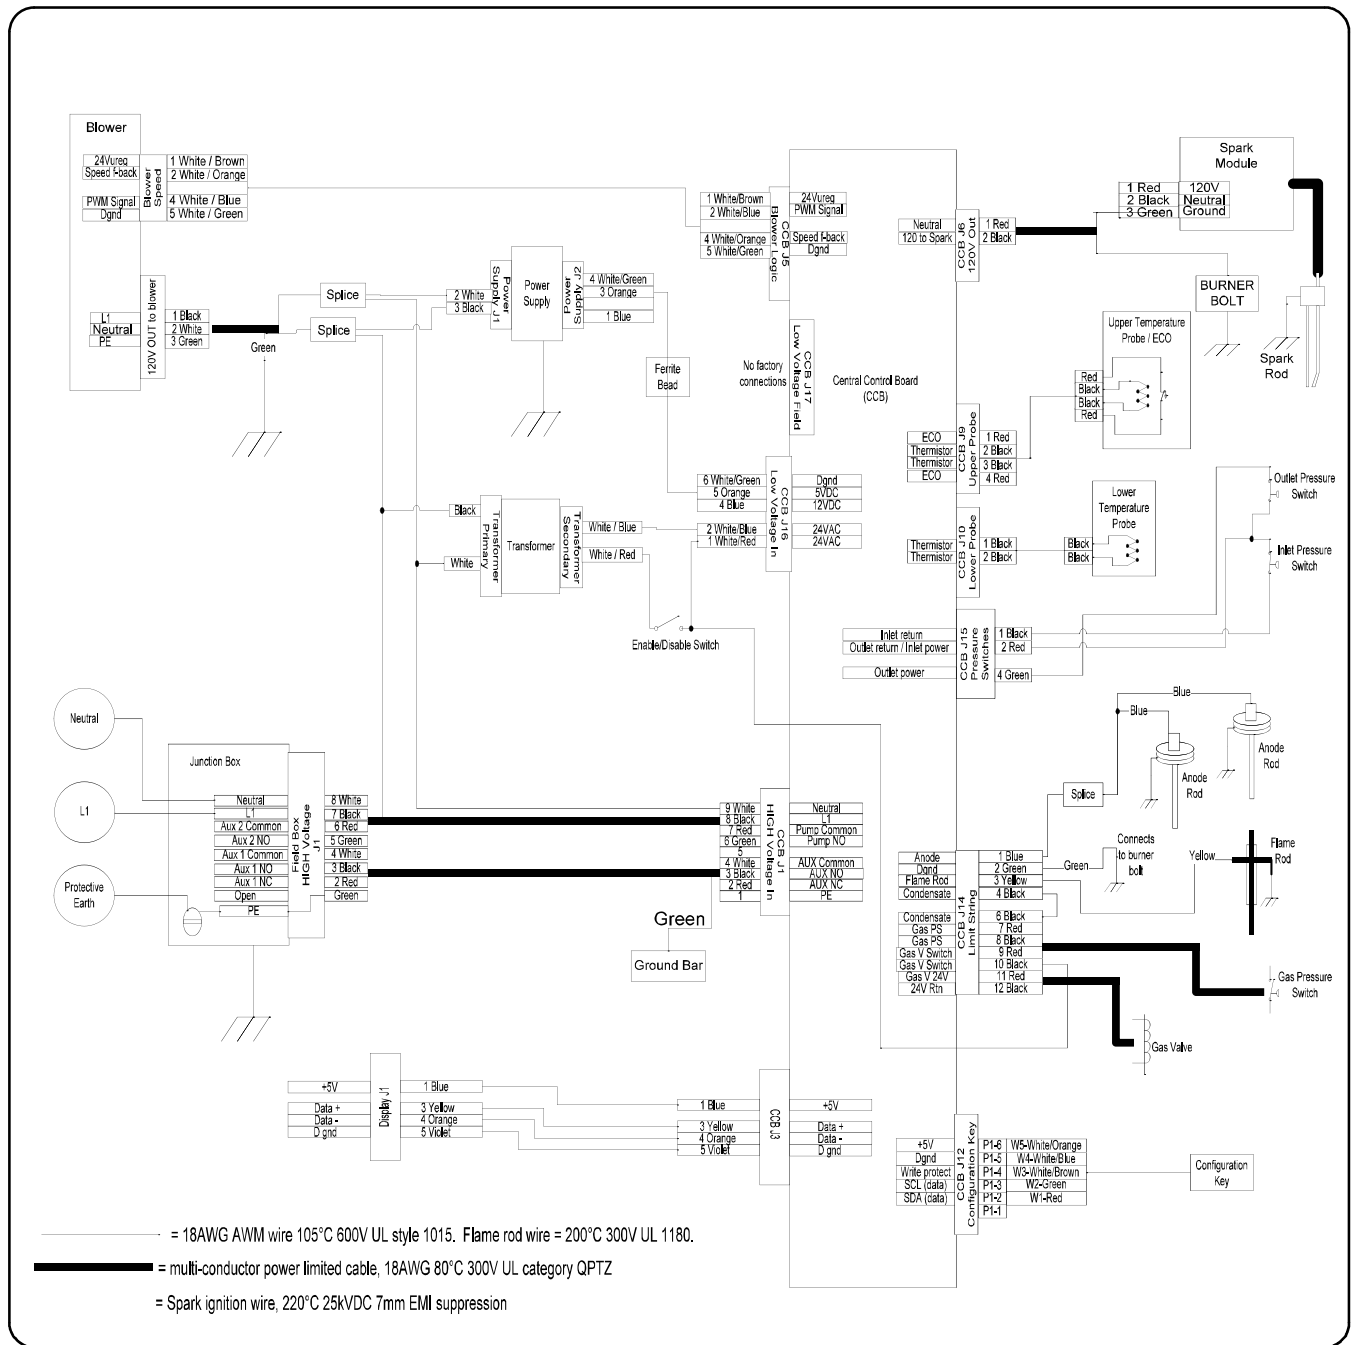 Blower
24Vureg
Speed f-back
PWM Signal
Dgnd
Blower Speed
1 White / Brown
2 White / Orange
4 White / Blue
5 White / Green
L1
Neutral
PE
120V OUT to blower
1 Black
2 White
3 Green
Green
Splice
Splice
2 White
3 Black
Power Supply J1
Power Supply
Power Supply J2
4 White/Green
3 Orange
1 Blue
Ferrite Bead
1 White/Brown
2 White/Blue
4 White/Orange
5 White/Green
CCB J5
Blower Logic
24Vureg
PWM Signal
Speed f-back
Dgnd
No factory connections
CCB J17
Low Voltage Field
Central Control Board
(CCB)
6 White/Green
5 Orange
4 Blue
2 White/Blue
1 White/Red
CCB J16
Low Voltage In
Dgnd
5VDC
12VDC
24VAC
24VAC
Black
White
Transformer Primary
Transformer
Transformer Secondary
White / Blue
White / Red
Enable/Disable Switch
Neutral
120 to Spark
CCB J6
120V Out
1 Red
2 Black
Spark Module
1 Red
2 Black
3 Green
120V
Neutral
Ground
BURNER BOLT
Spark Rod
Upper Temperature Probe / ECO
Red
Black
Black
Red
ECO
Thermistor
Thermistor
ECO
CCB J9
Upper Probe
1 Red
2 Black
3 Black
4 Red
Lower Temperature Probe
Black
Black
Thermistor
Thermistor
CCB J10
Lower Probe
1 Black
2 Black
Outlet Pressure Switch
Inlet Pressure Switch
Inlet return
Outlet return / Inlet power
Outlet power
CCB J15
Pressure Switches
1 Black
2 Red
4 Green
Neutral
L1
Protective Earth
Junction Box
Neutral
L1
Aux 2 Common
Aux 2 NO
Aux 1 Common
Aux 1 NO
Aux 1 NC
Open
PE
Field Box
HIGH Voltage
J1
8 White
7 Black
6 Red
5 Green
4 White
3 Black
2 Red
Green
Green
Ground Bar
9 White
8 Black
7 Red
6 Green
5
4 White
3 Black
2 Red
1
CCB J1
HIGH Voltage In
Neutral
L1
Pump Common
Pump NO
AUX Common
AUX NO
AUX NC
PE
Blue
Blue
Anode Rod
Anode Rod
Splice
Green
Connects to burner bolt
Yellow
Flame Rod
Anode
Dgnd
Flame Rod
Condensate
Condensate
Gas PS
Gas PS
Gas V Switch
Gas V Switch
Gas V 24V
24V Rtn
CCB J14
Limit String
1 Blue
2 Green
3 Yellow
4 Black
6 Black
7 Red
8 Black
9 Red
10 Black
11 Red
12 Black
Gas Pressure Switch
Gas Valve
+5V
Data +
Data -
D gnd
Display J1
1 Blue
3 Yellow
4 Orange
5 Violet
1 Blue
3 Yellow
4 Orange
5 Violet
CCB J3
+5V
Data +
Data -
D gnd
+5V
Dgnd
Write protect
SCL (data)
SDA (data)
CCB J12
Configuration Key
P1-6
P1-5
P1-4
P1-3
P1-2
P1-1
W5-White/Orange
W4-White/Blue
W3-White/Brown
W2-Green
W1-Red
Configuration Key
= 18AWG AWM wire 105°C 600V UL style 1015. Flame rod wire = 200°C 300V UL 1180.
= multi-conductor power limited cable, 18AWG 80°C 300V UL category QPTZ
= Spark ignition wire, 220°C 25kVDC 7mm EMI suppression